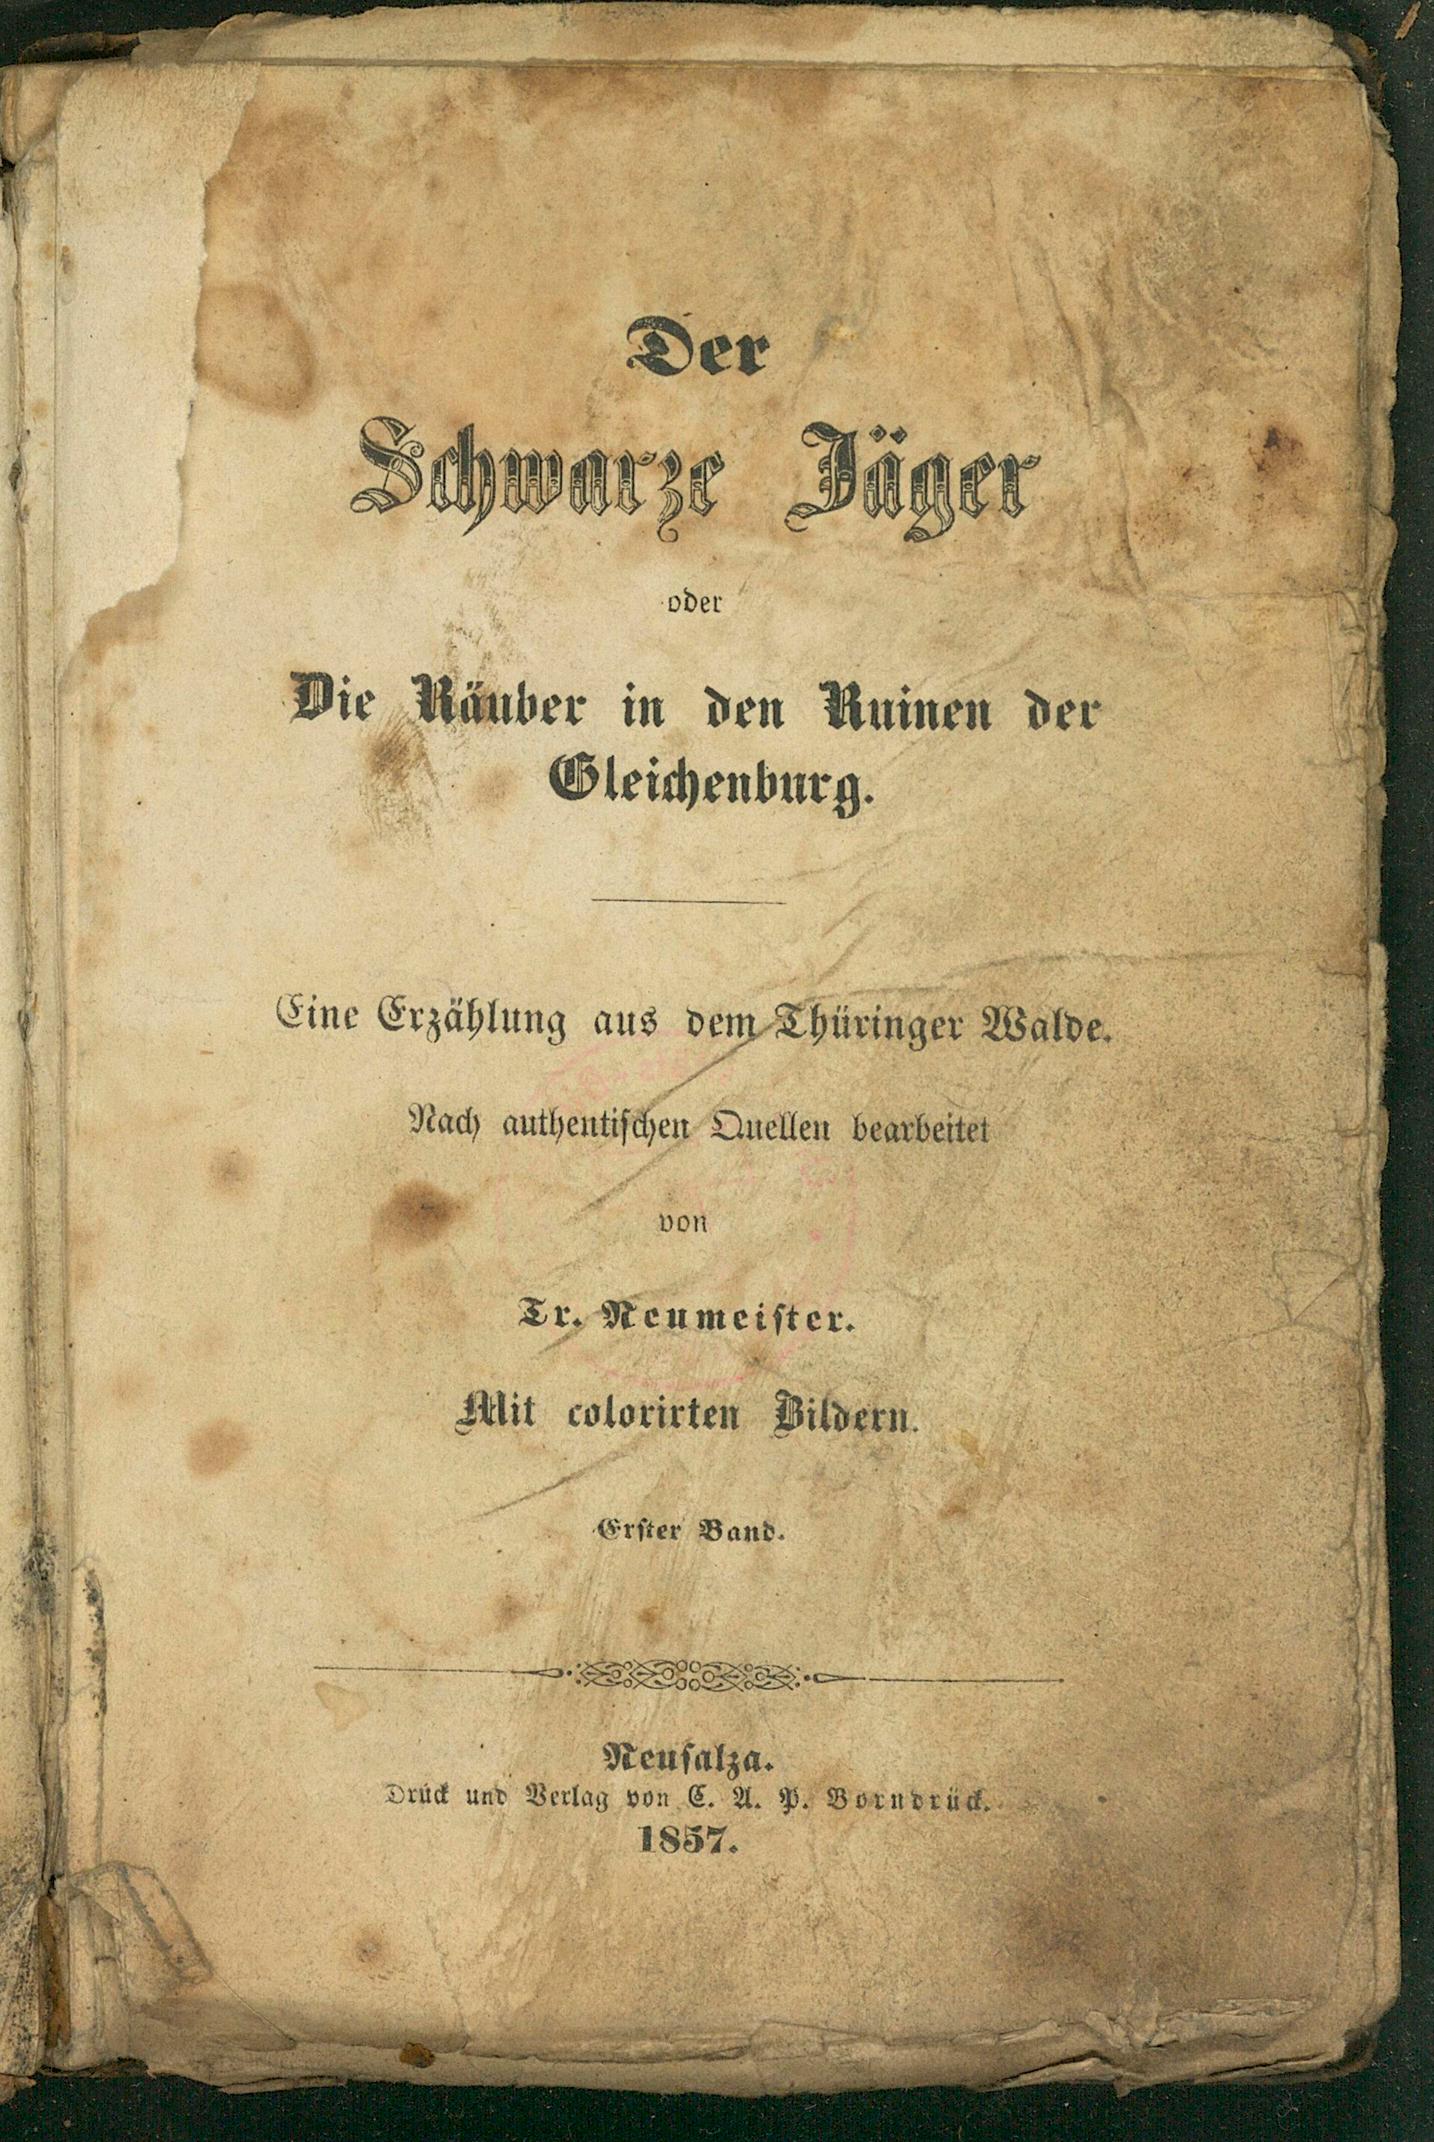 Der
Schwarze Jäger
oder
Die Räuber in den Ruinen der
Gleichenburg.
Eine Erzählung aus dem Thüringer Walde.
Nach authentischen Quellen bearbeitet
von
Tr. Neumeister.
Mit colorirten Bildern.
Erster Band.
Neusalza.
Druck und Verlag von C. A. P. Borndrück.
1857.